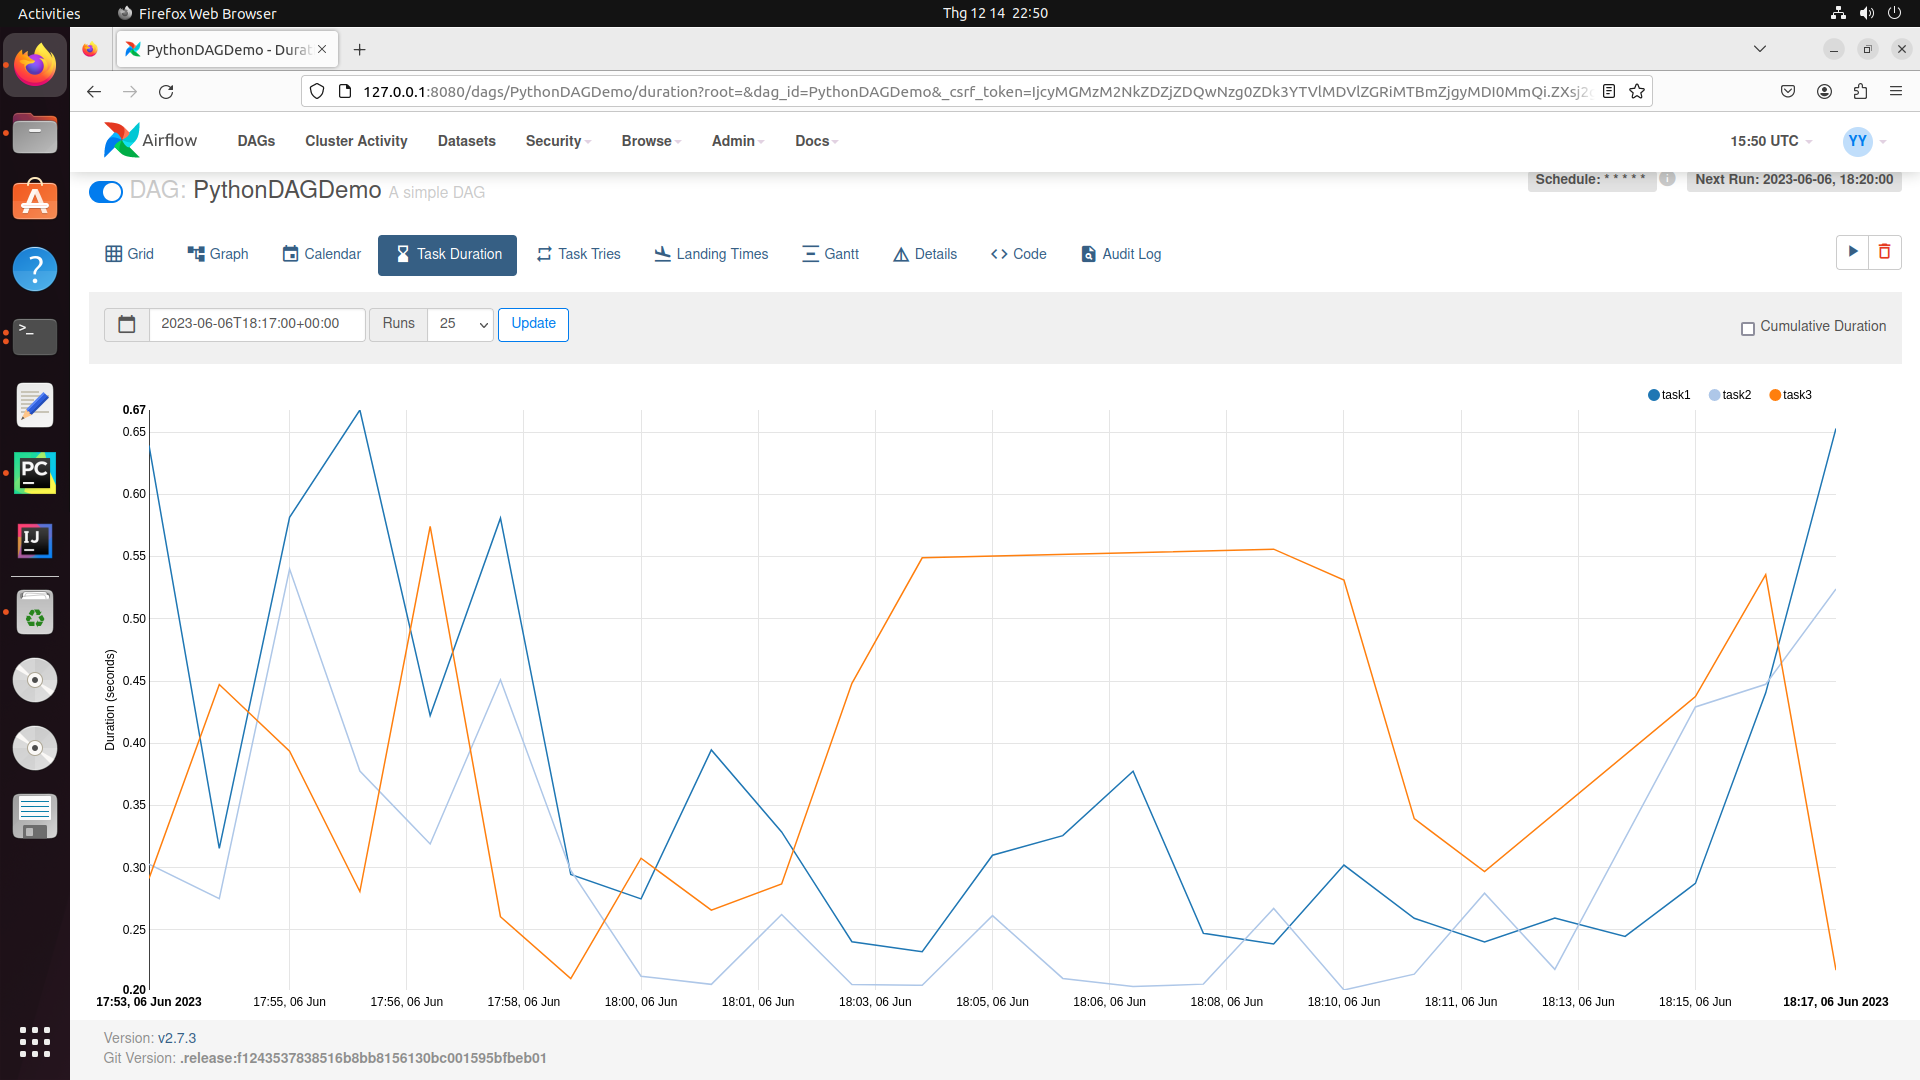 Activities
Firefox Web Browser
Thg 12 14 22:50
PythonDAGDemo - Durat
127.0.0.1:8080/dags/PythonDAGDemo/duration?root=&dag_id=PythonDAGDemo&_csrf_token=IjcyMGMzM2NkZDZjZDQwNzg0ZDk3YTVlMDVlZGRiMTBmZjgyMDI0MmQi.ZXsj2
Airflow
DAGs
Cluster Activity
Datasets
Security
Browse
Admin
Docs
15:50 UTC
YY
DAG: PythonDAGDemo A simple DAG
Schedule: * * * * *
Next Run: 2023-06-06, 18:20:00
Grid
Graph
Calendar
Task Duration
Task Tries
Landing Times
Gantt
Details
Code
Audit Log
2023-06-06T18:17:00+00:00
Runs
25
Update
Cumulative Duration
task1
task2
task3
0.67
0.65
0.60
0.55
0.50
0.45
0.40
0.35
0.30
0.25
0.20
Duration (seconds)
17:53, 06 Jun 2023
17:55, 06 Jun
17:56, 06 Jun
17:58, 06 Jun
18:00, 06 Jun
18:01, 06 Jun
18:03, 06 Jun
18:05, 06 Jun
18:06, 06 Jun
18:08, 06 Jun
18:10, 06 Jun
18:11, 06 Jun
18:13, 06 Jun
18:15, 06 Jun
18:17, 06 Jun 2023
Version: v2.7.3
Git Version: .release:f1243537838516b8bb8156130bc001595bfbeb01
PC
IJ